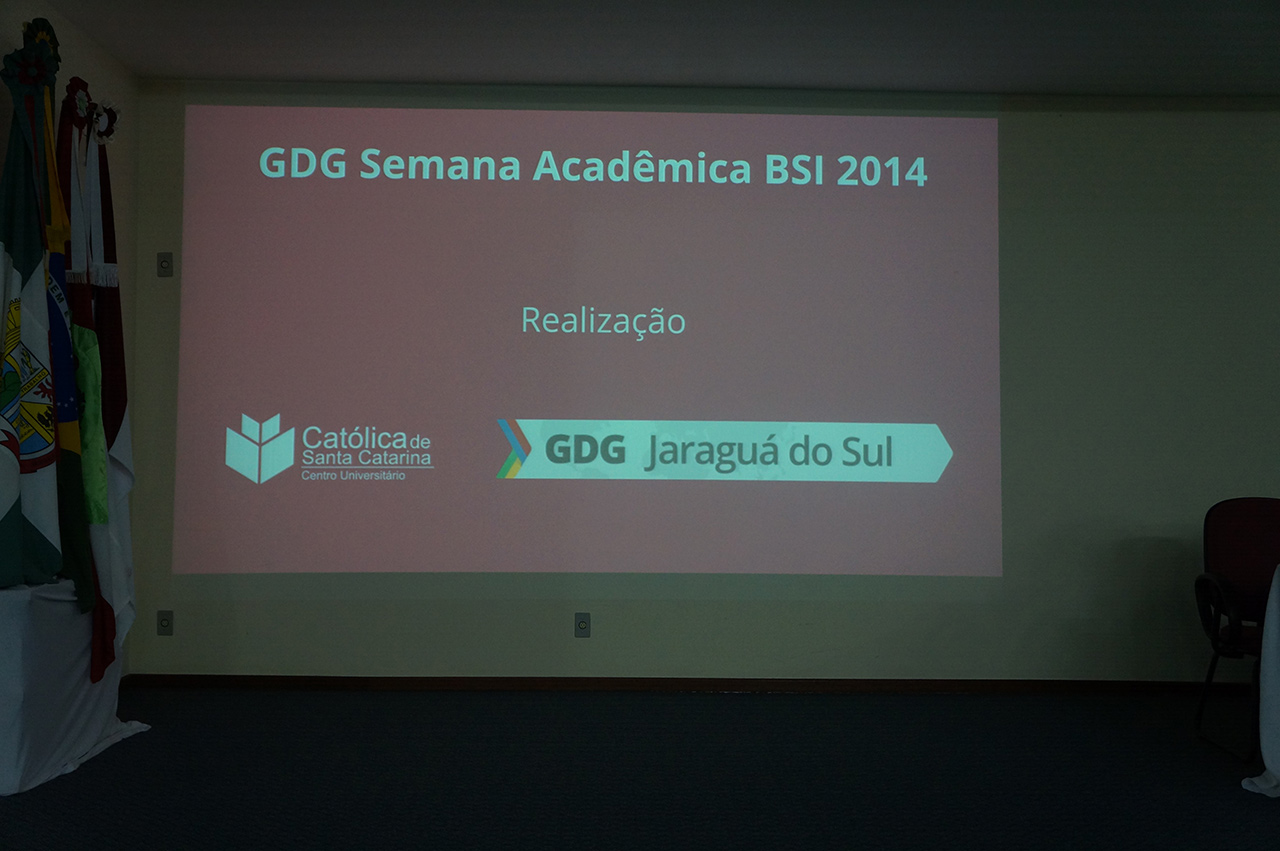 GDG Semana Acadêmica BSI 2014
Realização
Católica de
Santa Catarina
Centro Universitário
GDG Jaraguá do Sul